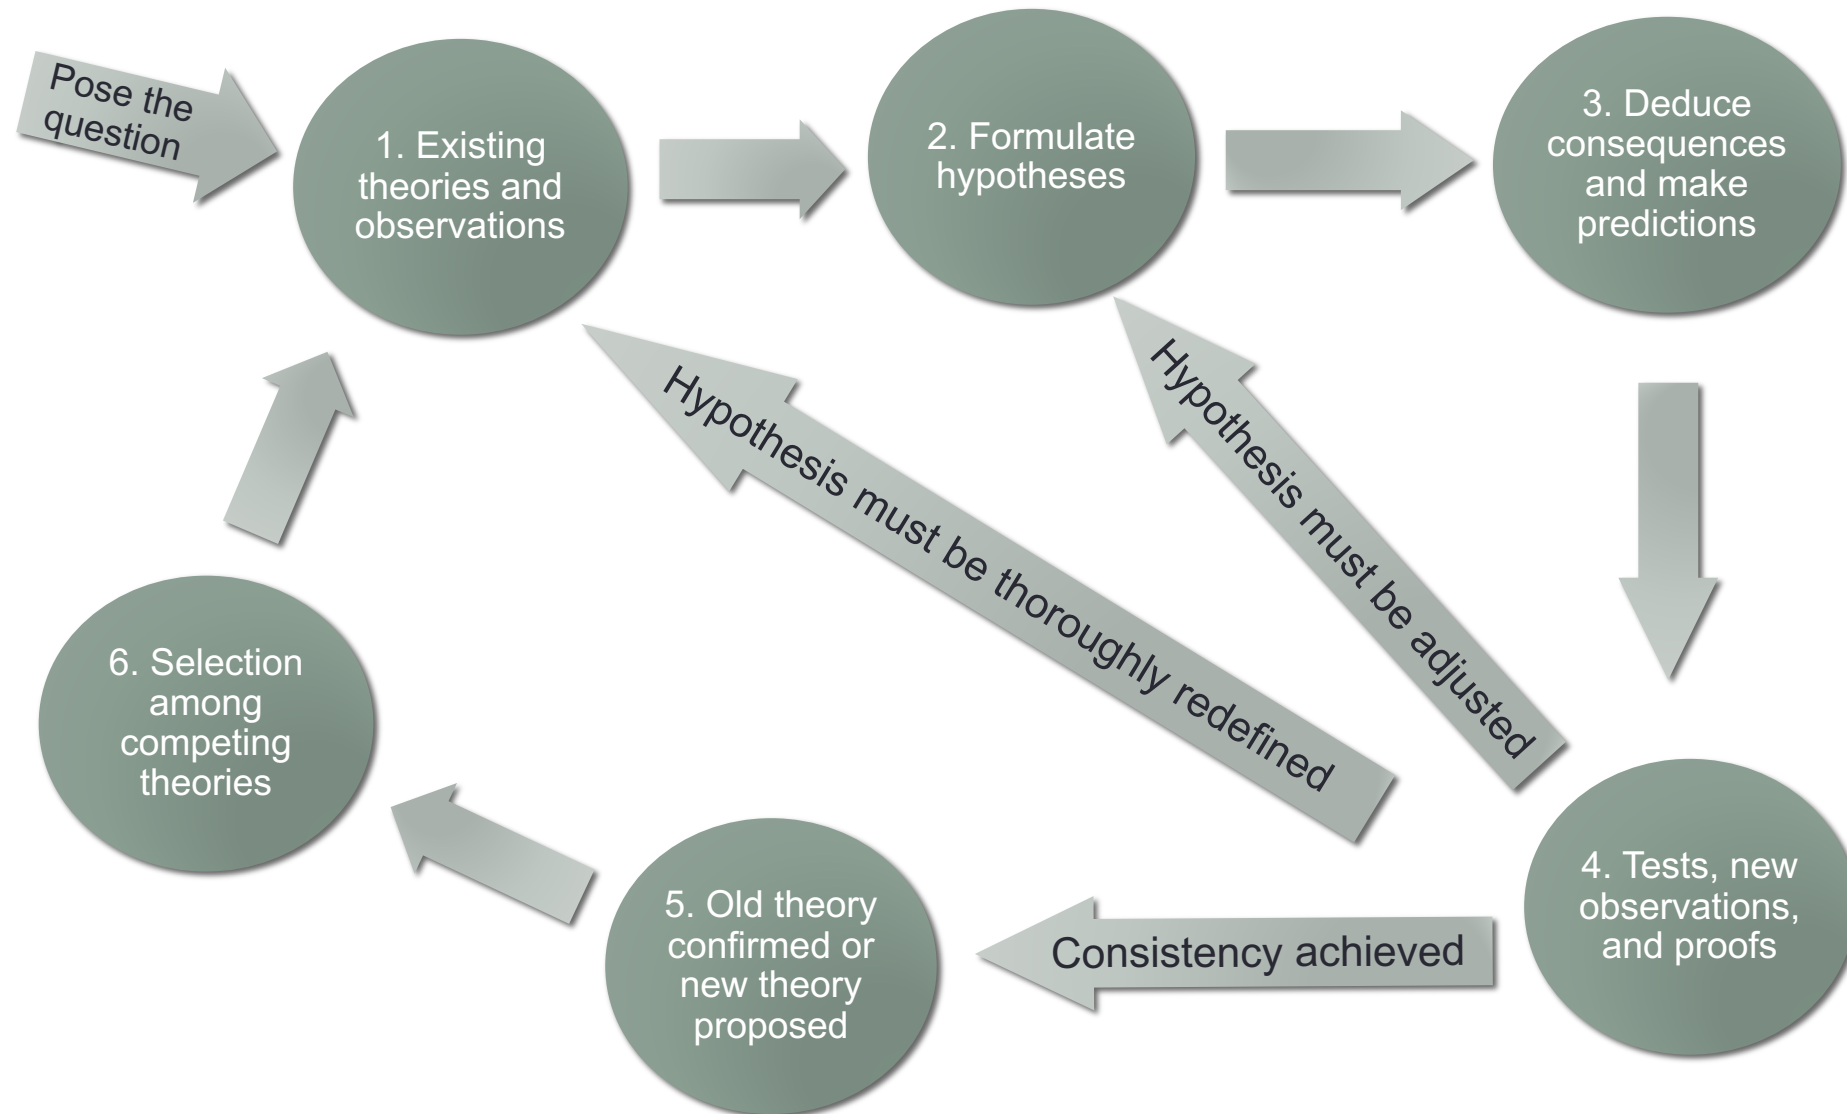 Pose the
question
1. Existing
theories and
observations
2. Formulate
hypotheses
3. Deduce
consequences
and make
predictions
Hypothesis must be thoroughly redefined
Hypothesis must be adjusted
6. Selection
among
competing
theories
5. Old theory
confirmed or
new theory
proposed
Consistency achieved
4. Tests, new
observations,
and proofs